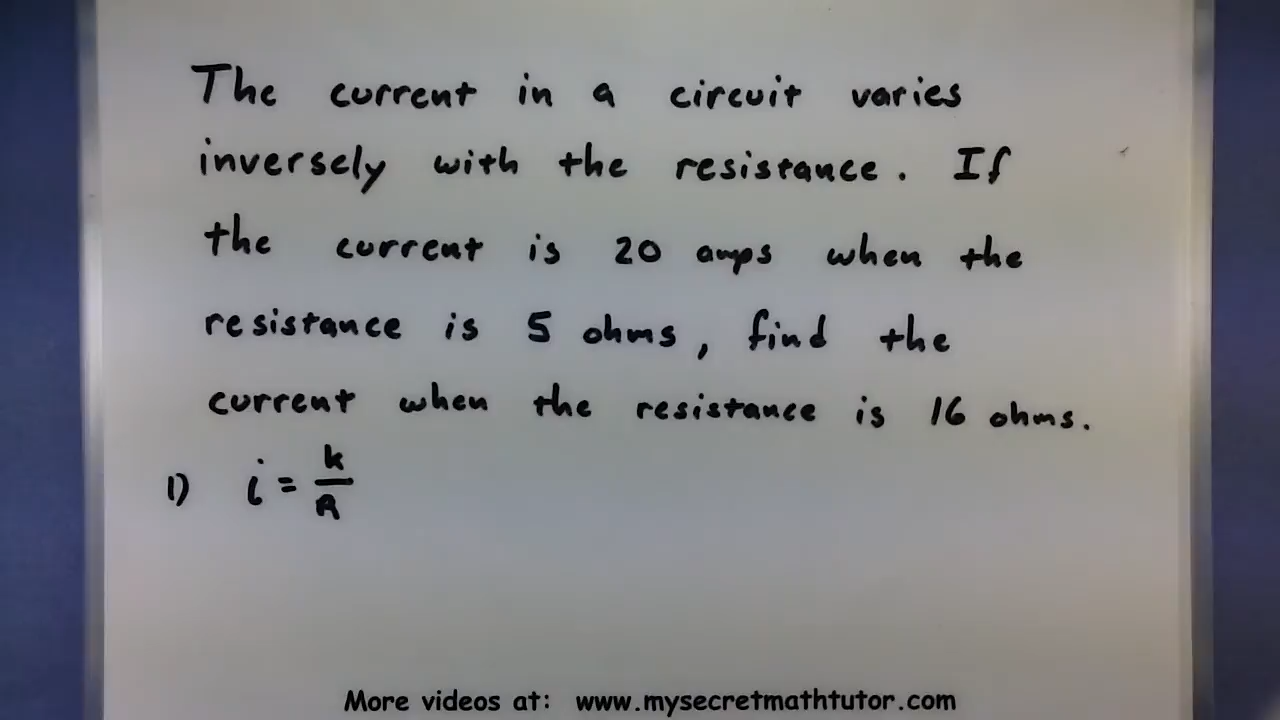 The current in a circuit varies
inversely with the resistance. If
the current is 20 amps when the
resistance is 5 ohms, find the
current when the resistance is 16 ohms.
1) i = k/R
More videos at: www.mysecretmathtutor.com